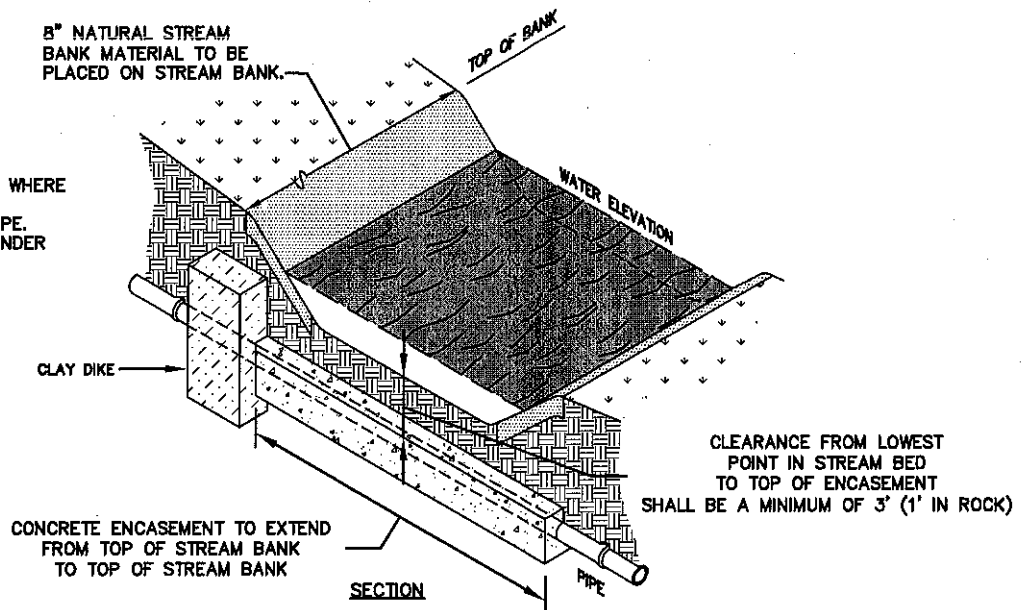 8" NATURAL STREAM
BANK MATERIAL TO BE
PLACED ON STREAM BANK.
TOP OF BANK
WHERE
PE.
NDER
WATER ELEVATION
CLAY DIKE
CLEARANCE FROM LOWEST
POINT IN STREAM BED
TO TOP OF ENCASEMENT
SHALL BE A MINIMUM OF 3' (1' IN ROCK)
CONCRETE ENCASEMENT TO EXTEND
FROM TOP OF STREAM BANK
TO TOP OF STREAM BANK
SECTION
PIPE